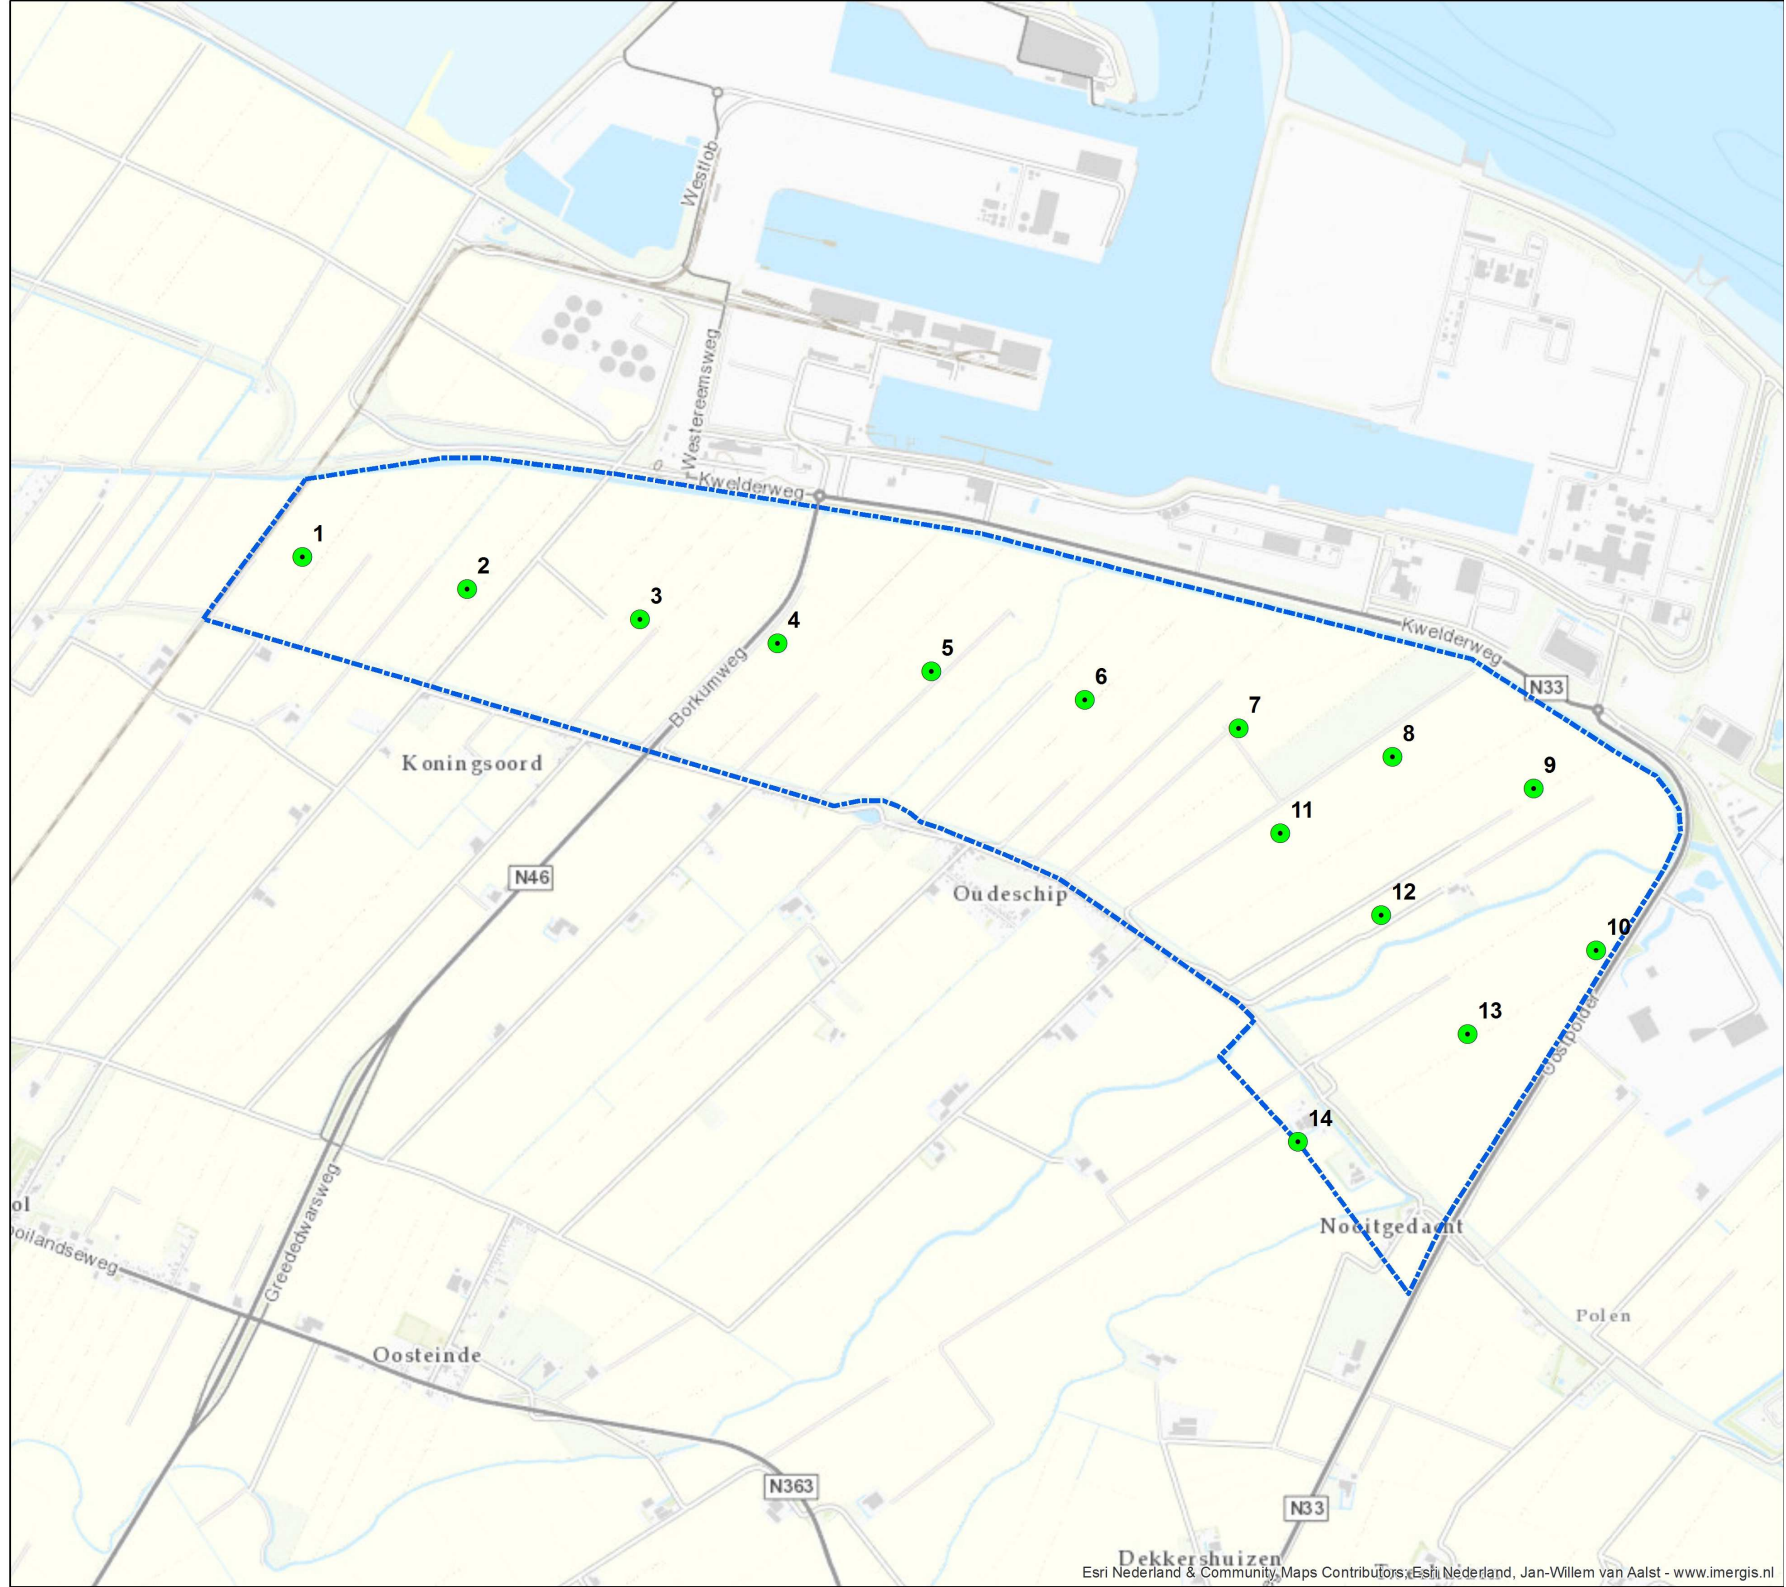 Westlob
Westereemsweg
Kwelderweg
1
2
3
4
5
6
7
8
9
10
11
12
13
14
Borkumweg
Kwelderweg
N33
Koningsoord
N46
Oudeschip
Oostpolder
Nooitgedacht
Greededwarsweg
Polen
Oosteinde
N363
N33
Dekkershuizen
Esri Nederland & Community Maps Contributors; Esri Nederland, Jan-Willem van Aalst - www.imergis.nl